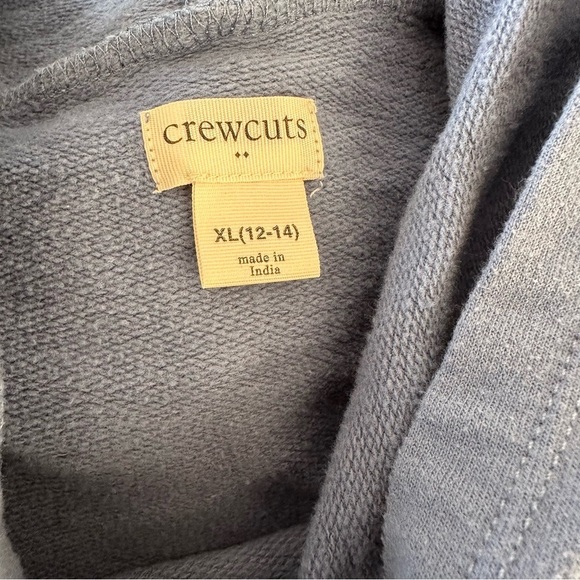 crewcuts
XL(12-14)
made in
India